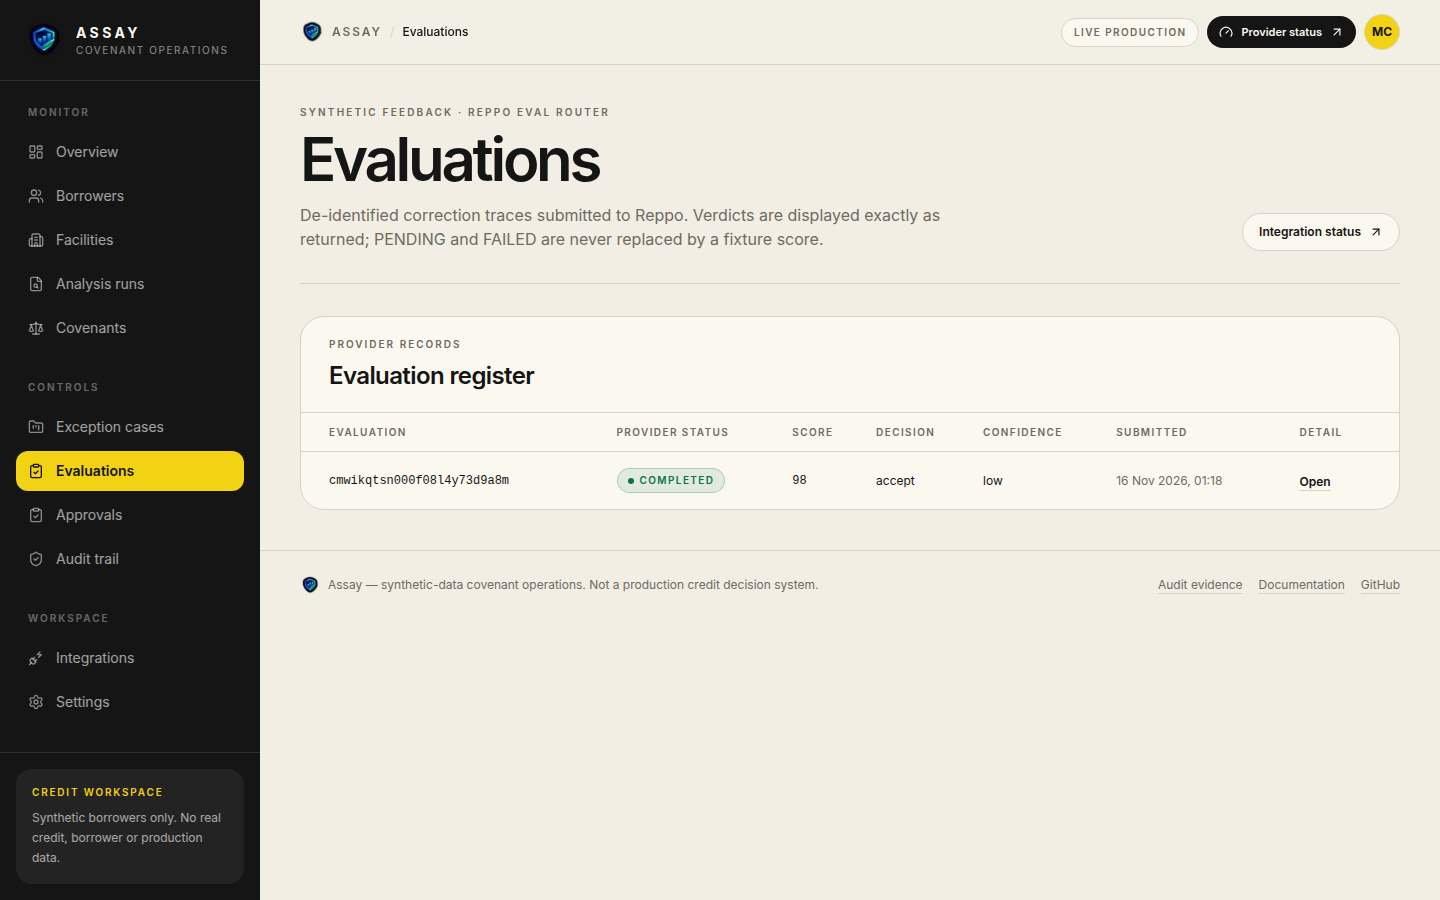 ASSAY
COVENANT OPERATIONS
MONITOR
Overview
Borrowers
Facilities
Analysis runs
Covenants
CONTROLS
Exception cases
Evaluations
Approvals
Audit trail
WORKSPACE
Integrations
Settings
CREDIT WORKSPACE
Synthetic borrowers only. No real
credit, borrower or production
data.
ASSAY / Evaluations
LIVE PRODUCTION
Provider status
MC
SYNTHETIC FEEDBACK · REPPO EVAL ROUTER
Evaluations
De-identified correction traces submitted to Reppo. Verdicts are displayed exactly as
returned; PENDING and FAILED are never replaced by a fixture score.
Integration status
PROVIDER RECORDS
Evaluation register
EVALUATION PROVIDER STATUS SCORE DECISION CONFIDENCE SUBMITTED DETAIL
cmwikqtsn000f08l4y73d9a8m COMPLETED 98 accept low 16 Nov 2026, 01:18 Open
Assay — synthetic-data covenant operations. Not a production credit decision system.
Audit evidence Documentation GitHub